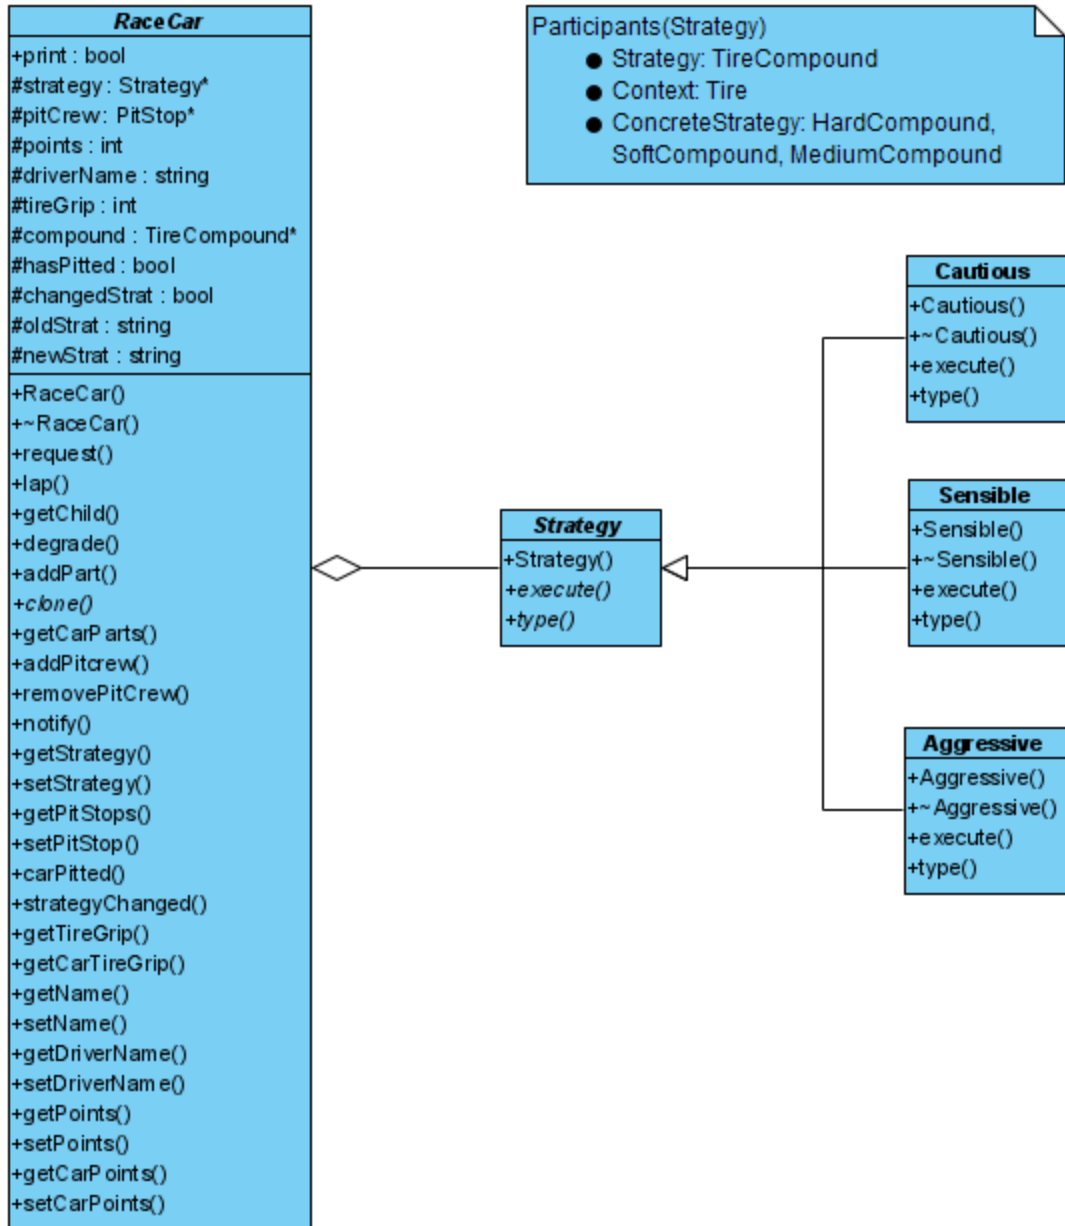 RaceCar
+print : bool
#strategy : Strategy*
#pitCrew: PitStop*
#points : int
#driverName : string
#tireGrip : int
#compound : TireCompound*
#hasPitted : bool
#changedStrat : bool
#oldStrat : string
#newStrat : string
+RaceCar()
+~RaceCar()
+request()
+lap()
+getChild()
+degrade()
+addPart()
+clone()
+getCarParts()
+addPitcrew()
+removePitCrew()
+notify()
+getStrategy()
+setStrategy()
+getPitStops()
+setPitStop()
+carPitted()
+strategyChanged()
+getTireGrip()
+getCarTireGrip()
+getName()
+setName()
+getDriverName()
+setDriverName()
+getPoints()
+setPoints()
+getCarPoints()
+setCarPoints()
Participants(Strategy)
● Strategy: TireCompound
● Context: Tire
● ConcreteStrategy: HardCompound,
SoftCompound, MediumCompound
Strategy
+Strategy()
+execute()
+type()
Cautious
+Cautious()
+~Cautious()
+execute()
+type()
Sensible
+Sensible()
+~Sensible()
+execute()
+type()
Aggressive
+Aggressive()
+~Aggressive()
+execute()
+type()